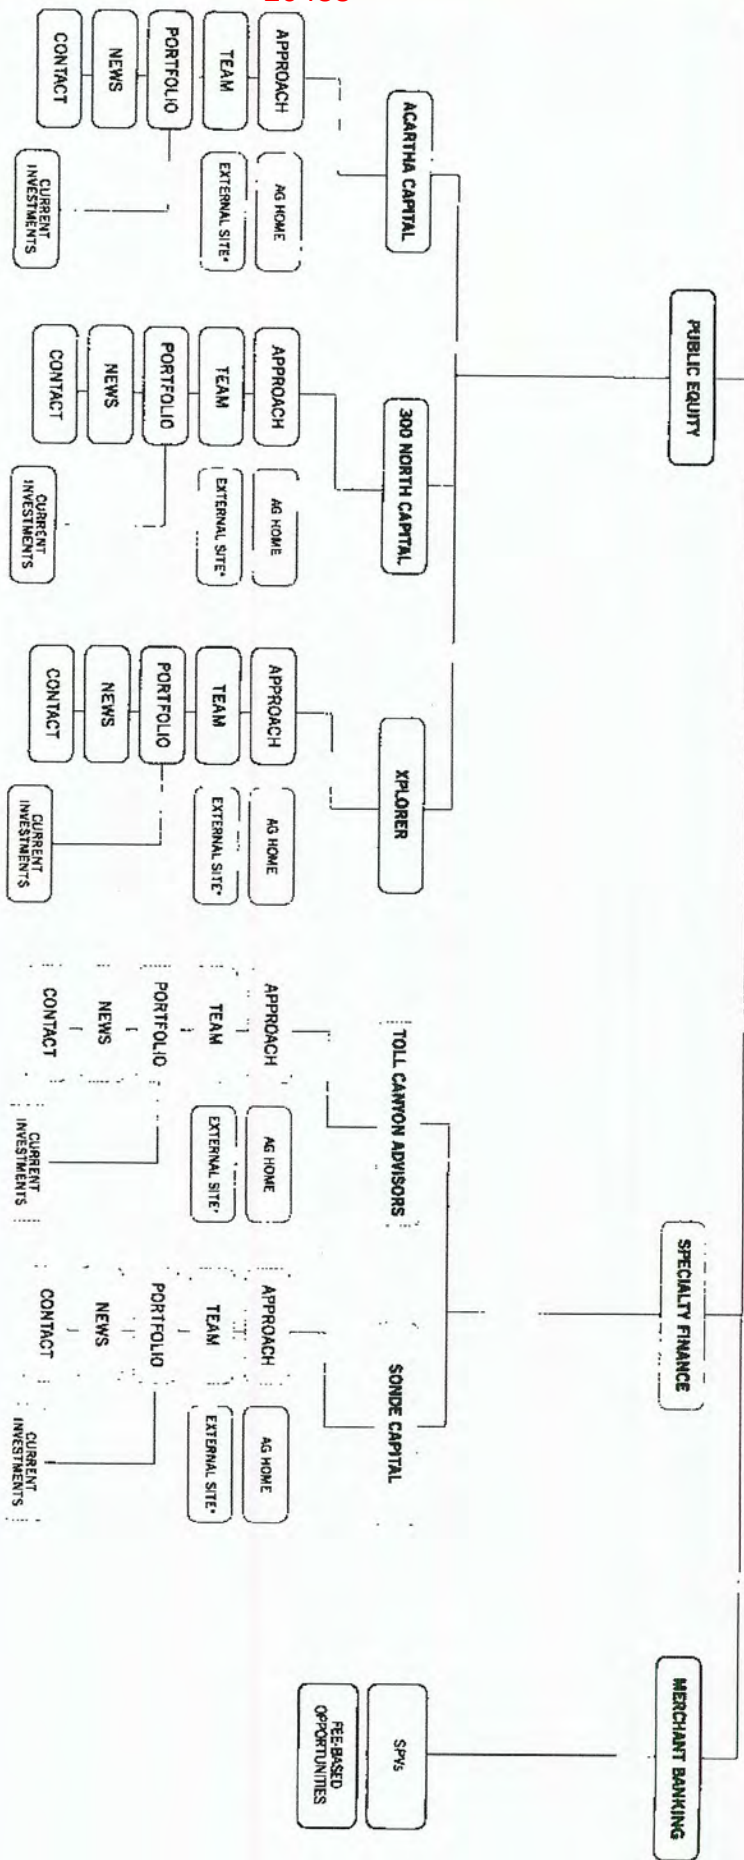 PUBLIC EQUITY
SPECIALTY FINANCE
MERCHANT BANKING
ACARTHA CAPITAL
APPROACH
TEAM
PORTFOLIO
NEWS
CONTACT
AG HOME
EXTERNAL SITE*
CURRENT
INVESTMENTS
300 NORTH CAPITAL
APPROACH
TEAM
PORTFOLIO
NEWS
CONTACT
AG HOME
EXTERNAL SITE*
CURRENT
INVESTMENTS
XPLORER
APPROACH
TEAM
PORTFOLIO
NEWS
CONTACT
AG HOME
EXTERNAL SITE*
CURRENT
INVESTMENTS
TOLL CANYON ADVISORS
APPROACH
TEAM
PORTFOLIO
NEWS
CONTACT
AG HOME
EXTERNAL SITE*
CURRENT
INVESTMENTS
SONDE CAPITAL
APPROACH
TEAM
PORTFOLIO
NEWS
CONTACT
AG HOME
EXTERNAL SITE*
CURRENT
INVESTMENTS
SPVs
FEE-BASED
OPPORTUNITIES